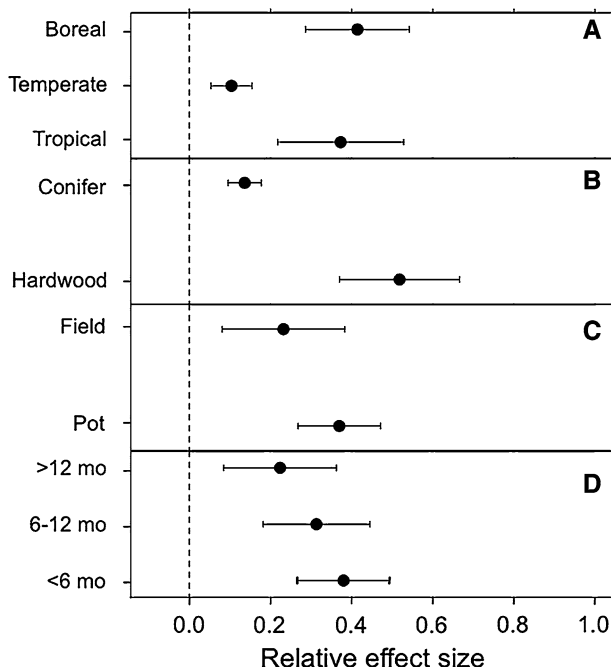 Boreal
A
Temperate
Tropical
Conifer
B
Hardwood
Field
C
Pot
>12 mo
D
6-12 mo
<6 mo
0.0 0.2 0.4 0.6 0.8 1.0
Relative effect size